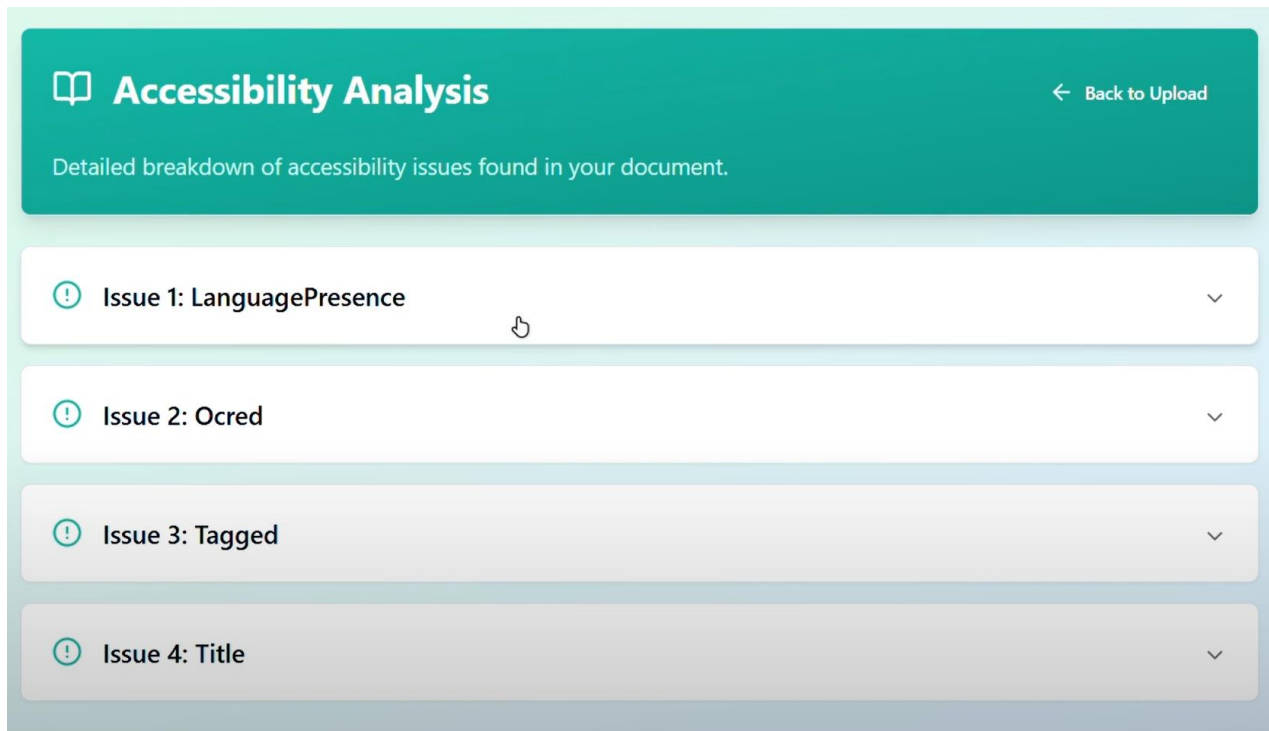 Accessibility Analysis
← Back to Upload
Detailed breakdown of accessibility issues found in your document.
Issue 1: LanguagePresence
Issue 2: Ocred
Issue 3: Tagged
Issue 4: Title